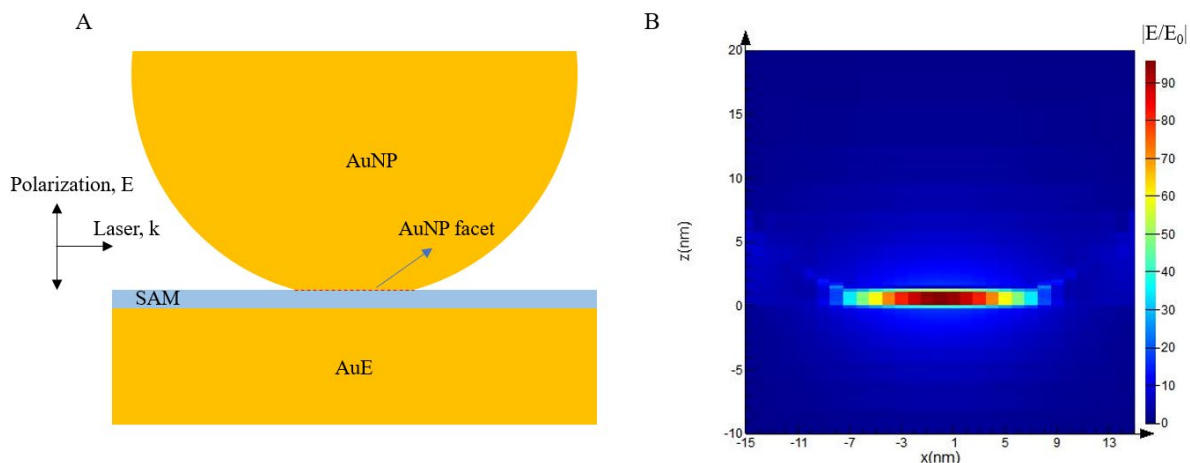 A
AuNP
Polarization, E
Laser, k
AuNP facet
SAM
AuE
B
|E/E0|
20
15
10
5
0
-5
-10
z(nm)
-15 -11 -7 -3 1 5 9 13
x(nm)
90
80
70
60
50
40
30
20
10
0